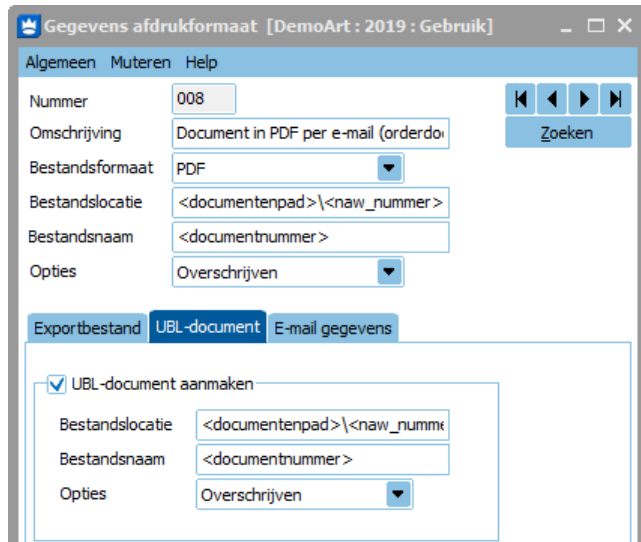 Gegevens afdrukformaat [DemoArt : 2019 : Gebruik]
Algemeen Muteren Help
Nummer 008
Omschrijving Document in PDF per e-mail (orderdo
Zoeken
Bestandsformaat PDF
Bestandslocatie <documentenpad>\<naw_nummer>
Bestandsnaam <documentnummer>
Opties Overschrijven
Exportbestand UBL-document E-mail gegevens
UBL-document aanmaken
Bestandslocatie <documentenpad>\<naw_numme
Bestandsnaam <documentnummer>
Opties Overschrijven